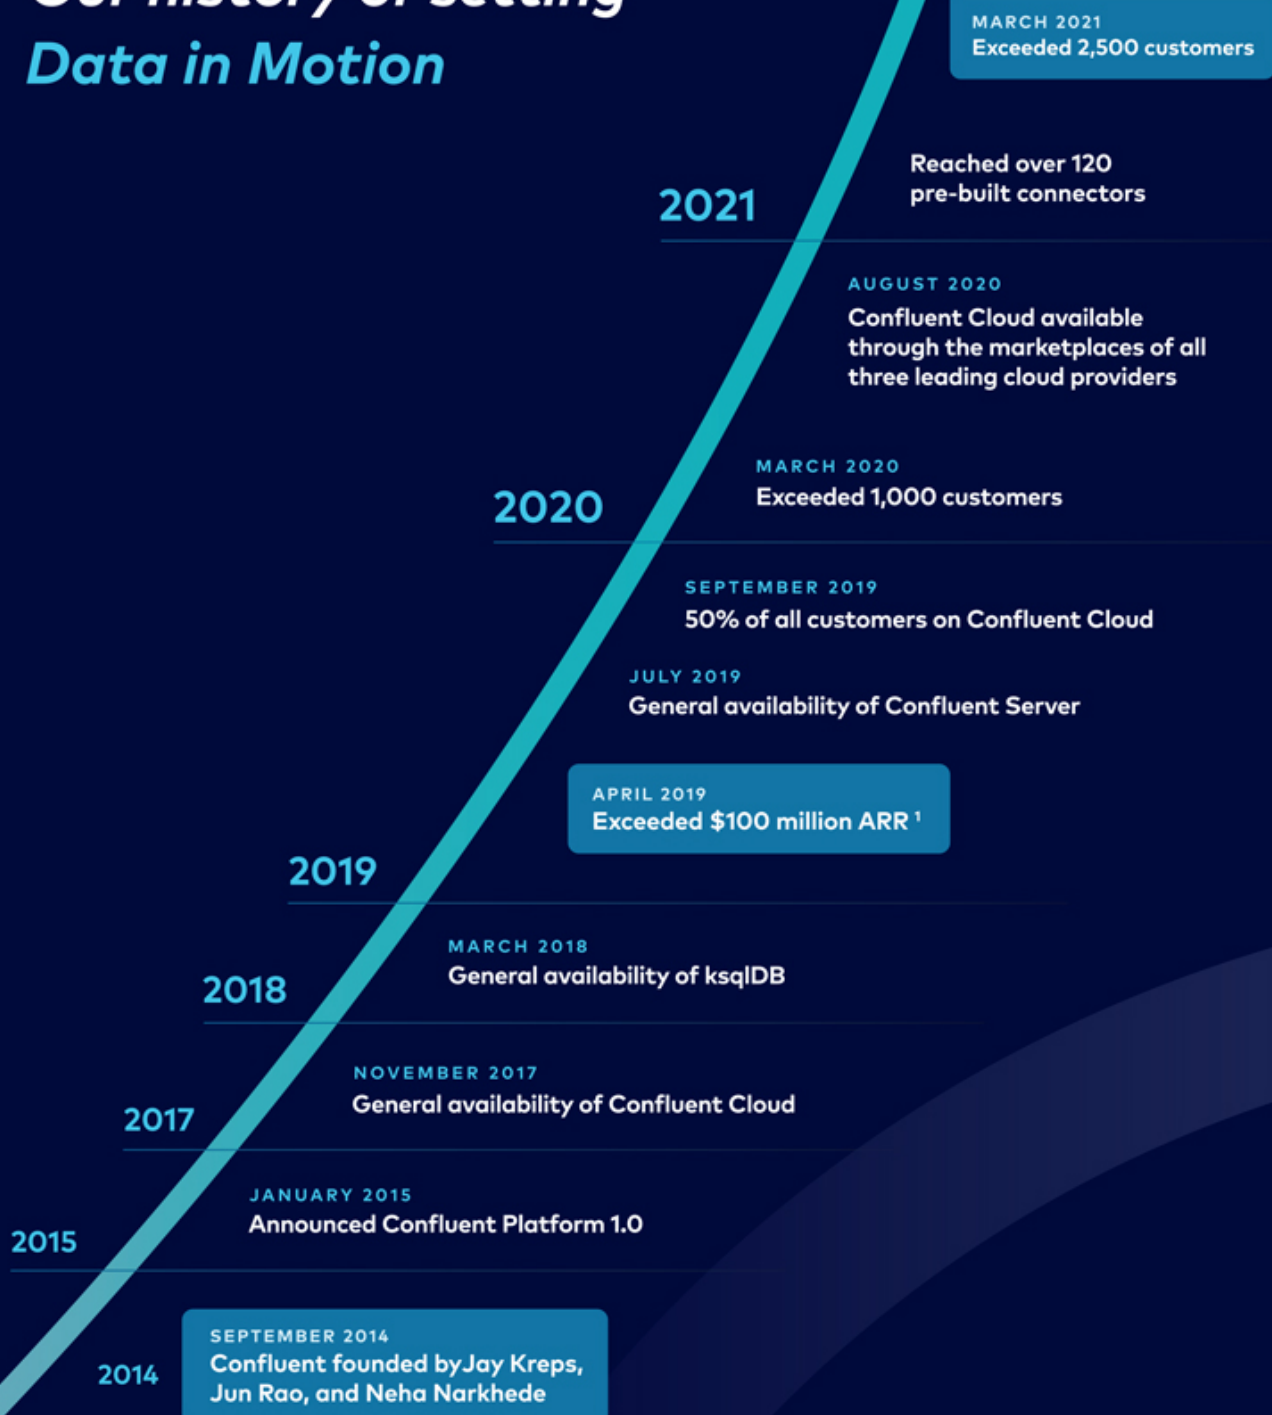 Our history of setting
Data in Motion
MARCH 2021
Exceeded 2,500 customers
Reached over 120
pre-built connectors
2021
AUGUST 2020
Confluent Cloud available
through the marketplaces of all
three leading cloud providers
MARCH 2020
Exceeded 1,000 customers
2020
SEPTEMBER 2019
50% of all customers on Confluent Cloud
JULY 2019
General availability of Confluent Server
APRIL 2019
Exceeded $100 million ARR ¹
2019
MARCH 2018
General availability of ksqlDB
2018
NOVEMBER 2017
General availability of Confluent Cloud
2017
JANUARY 2015
Announced Confluent Platform 1.0
2015
SEPTEMBER 2014
Confluent founded byJay Kreps,
Jun Rao, and Neha Narkhede
2014